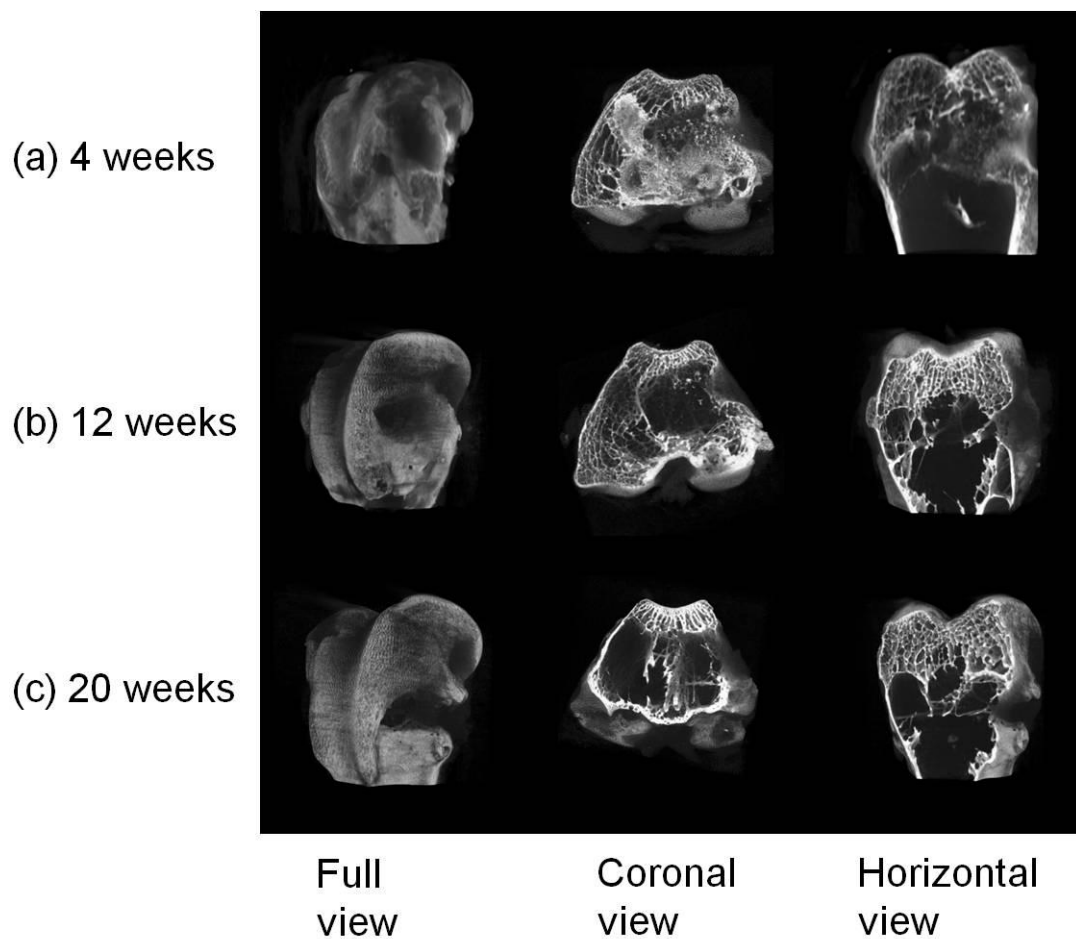 (a) 4 weeks
(b) 12 weeks
(c) 20 weeks
Full
view
Coronal
view
Horizontal
view